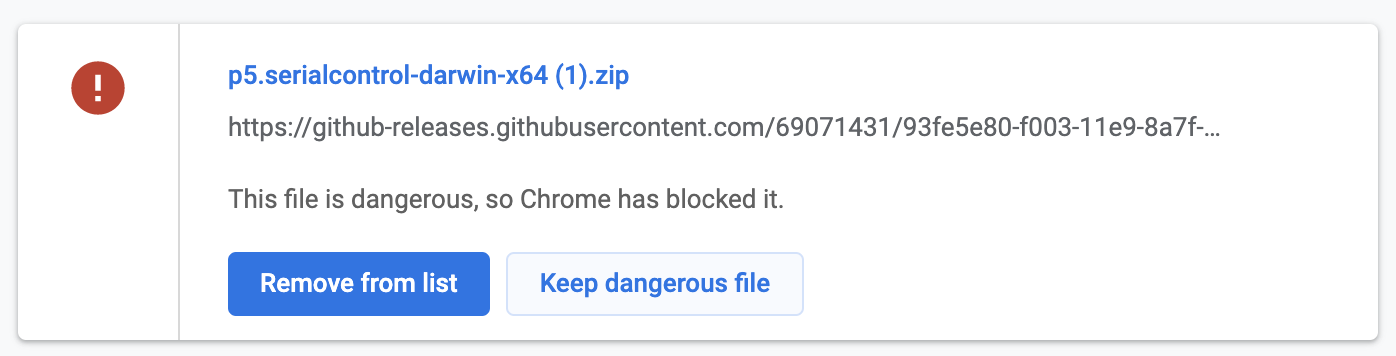 !
p5.serialcontrol-darwin-x64 (1).zip
https://github-releases.githubusercontent.com/69071431/93fe5e80-f003-11e9-8a7f-...
This file is dangerous, so Chrome has blocked it.
Remove from list
Keep dangerous file